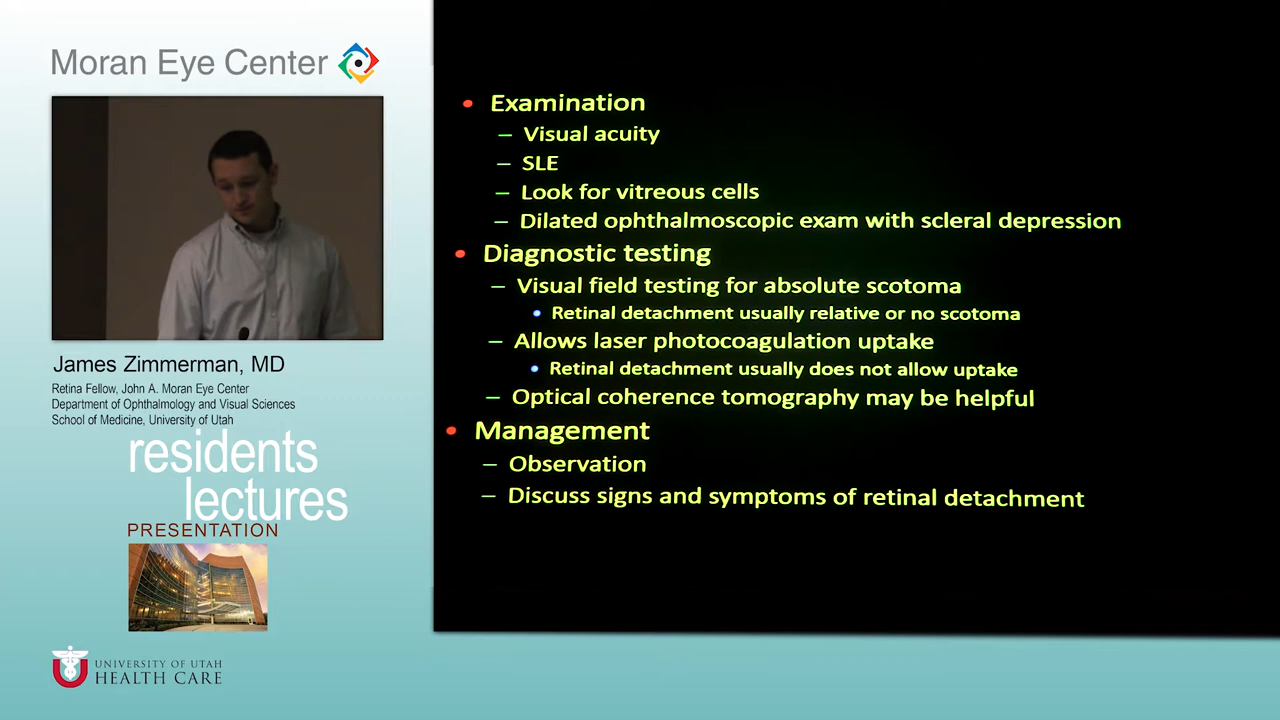 Moran Eye Center
James Zimmerman, MD
Retina Fellow, John A. Moran Eye Center
Department of Ophthalmology and Visual Sciences
School of Medicine, University of Utah
residents
lectures
PRESENTATION
UNIVERSITY OF UTAH
HEALTH CARE
• Examination
– Visual acuity
– SLE
– Look for vitreous cells
– Dilated ophthalmoscopic exam with scleral depression
• Diagnostic testing
– Visual field testing for absolute scotoma
• Retinal detachment usually relative or no scotoma
– Allows laser photocoagulation uptake
• Retinal detachment usually does not allow uptake
– Optical coherence tomography may be helpful
• Management
– Observation
– Discuss signs and symptoms of retinal detachment